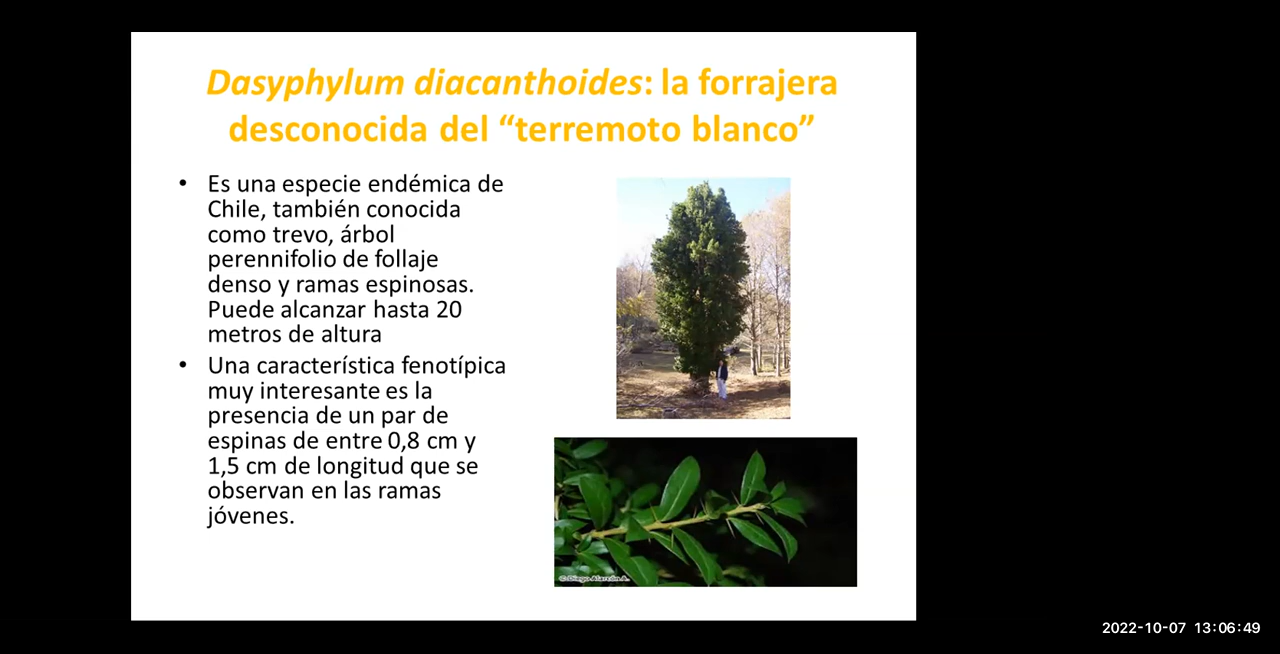 Dasyphylum diacanthoides: la forrajera
desconocida del “terremoto blanco”
• Es una especie endémica de
Chile, también conocida
como trevo, árbol
perennifolio de follaje
denso y ramas espinosas.
Puede alcanzar hasta 20
metros de altura
• Una característica fenotípica
muy interesante es la
presencia de un par de
espinas de entre 0,8 cm y
1,5 cm de longitud que se
observan en las ramas
jóvenes.
© Diego Alarcón A.
2022-10-07 13:06:49